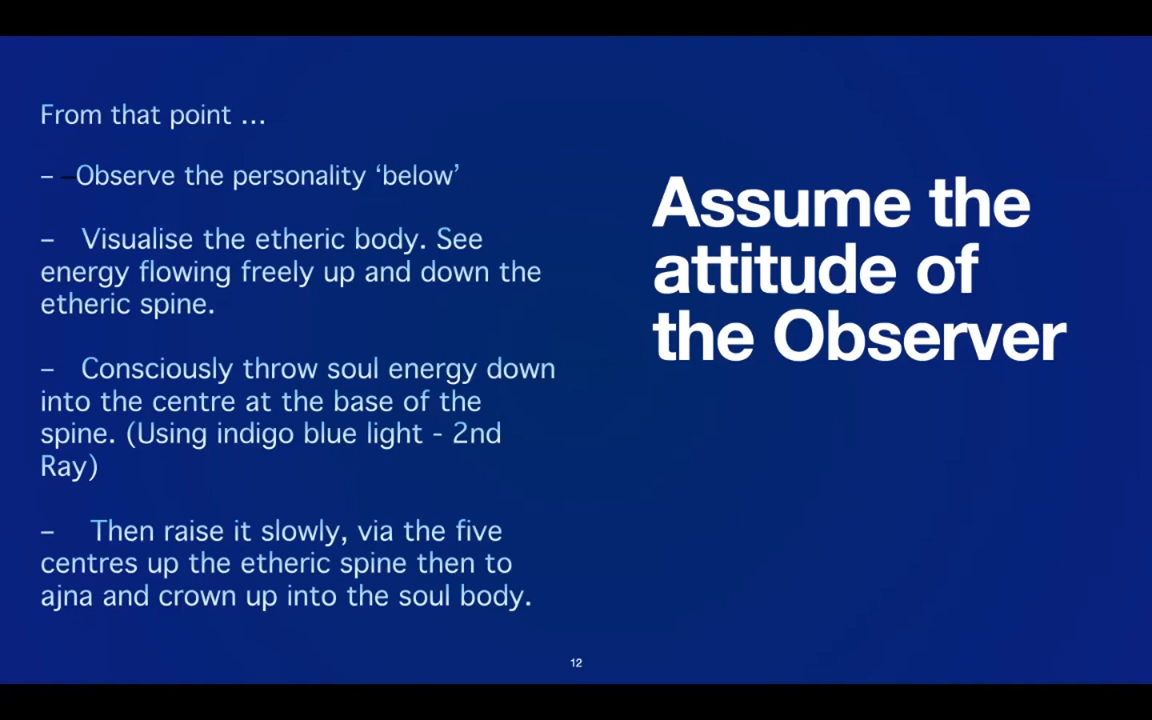 From that point …
– –Observe the personality ‘below’
– Visualise the etheric body. See
energy flowing freely up and down the
etheric spine.
– Consciously throw soul energy down
into the centre at the base of the
spine. (Using indigo blue light - 2nd
Ray)
– Then raise it slowly, via the five
centres up the etheric spine then to
ajna and crown up into the soul body.
Assume the
attitude of
the Observer
12